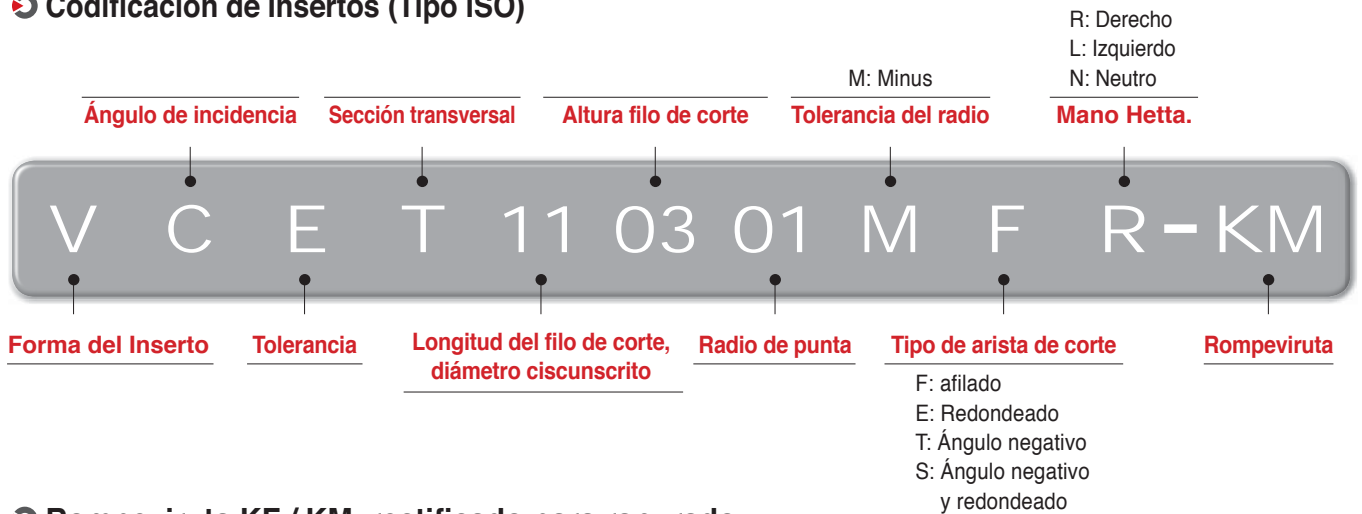 Codificación de Insertos (Tipo ISO)
R: Derecho
L: Izquierdo
N: Neutro
M: Minus
Ángulo de incidencia Sección transversal Altura filo de corte Tolerancia del radio Mano Hetta.
V C E T 11 03 01 M F R-KM
Forma del Inserto Tolerancia Longitud del filo de corte, diámetro ciscunscrito Radio de punta Tipo de arista de corte Rompeviruta
F: afilado
E: Redondeado
T: Ángulo negativo
S: Ángulo negativo
y redondeado